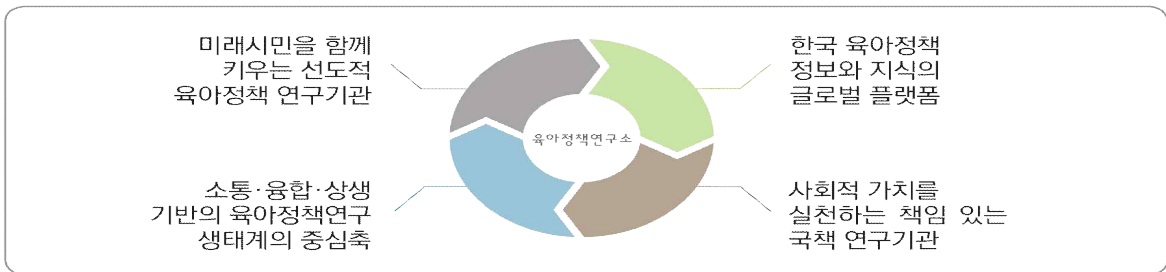 미래시민을 함께
키우는 선도적
육아정책 연구기관
한국 육아정책
정보와 지식의
글로벌 플랫폼
육아정책연구소
소통·융합·상생
기반의 육아정책연구
생태계의 중심축
사회적 가치를
실천하는 책임 있는
국책 연구기관